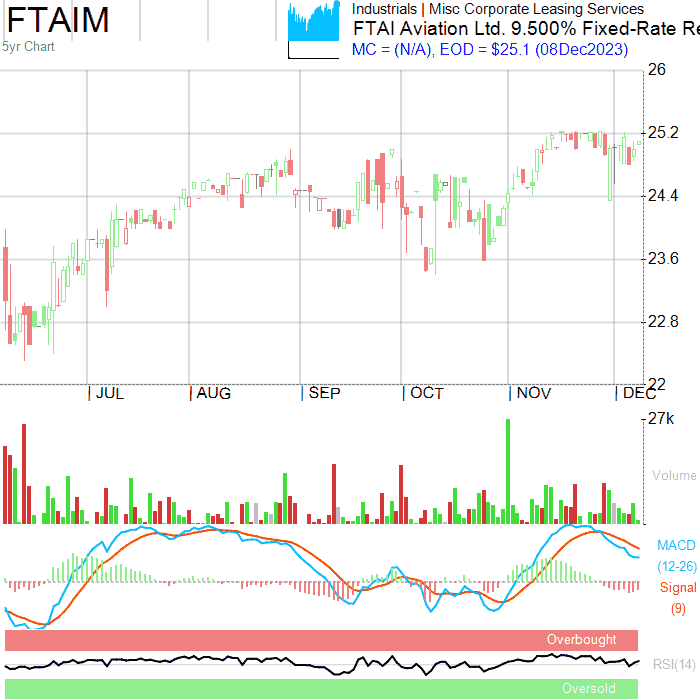 FTAIM
5yr Chart
Industrials | Misc Corporate Leasing Services
FTAI Aviation Ltd. 9.500% Fixed-Rate Re
MC = (N/A), EOD = $25.1 (08Dec2023)
26
25.2
24.4
23.6
22.8
22
JUL AUG SEP OCT NOV DEC
27k
Volume
MACD
(12-26)
Signal
(9)
Overbought
RSI(14)
Oversold